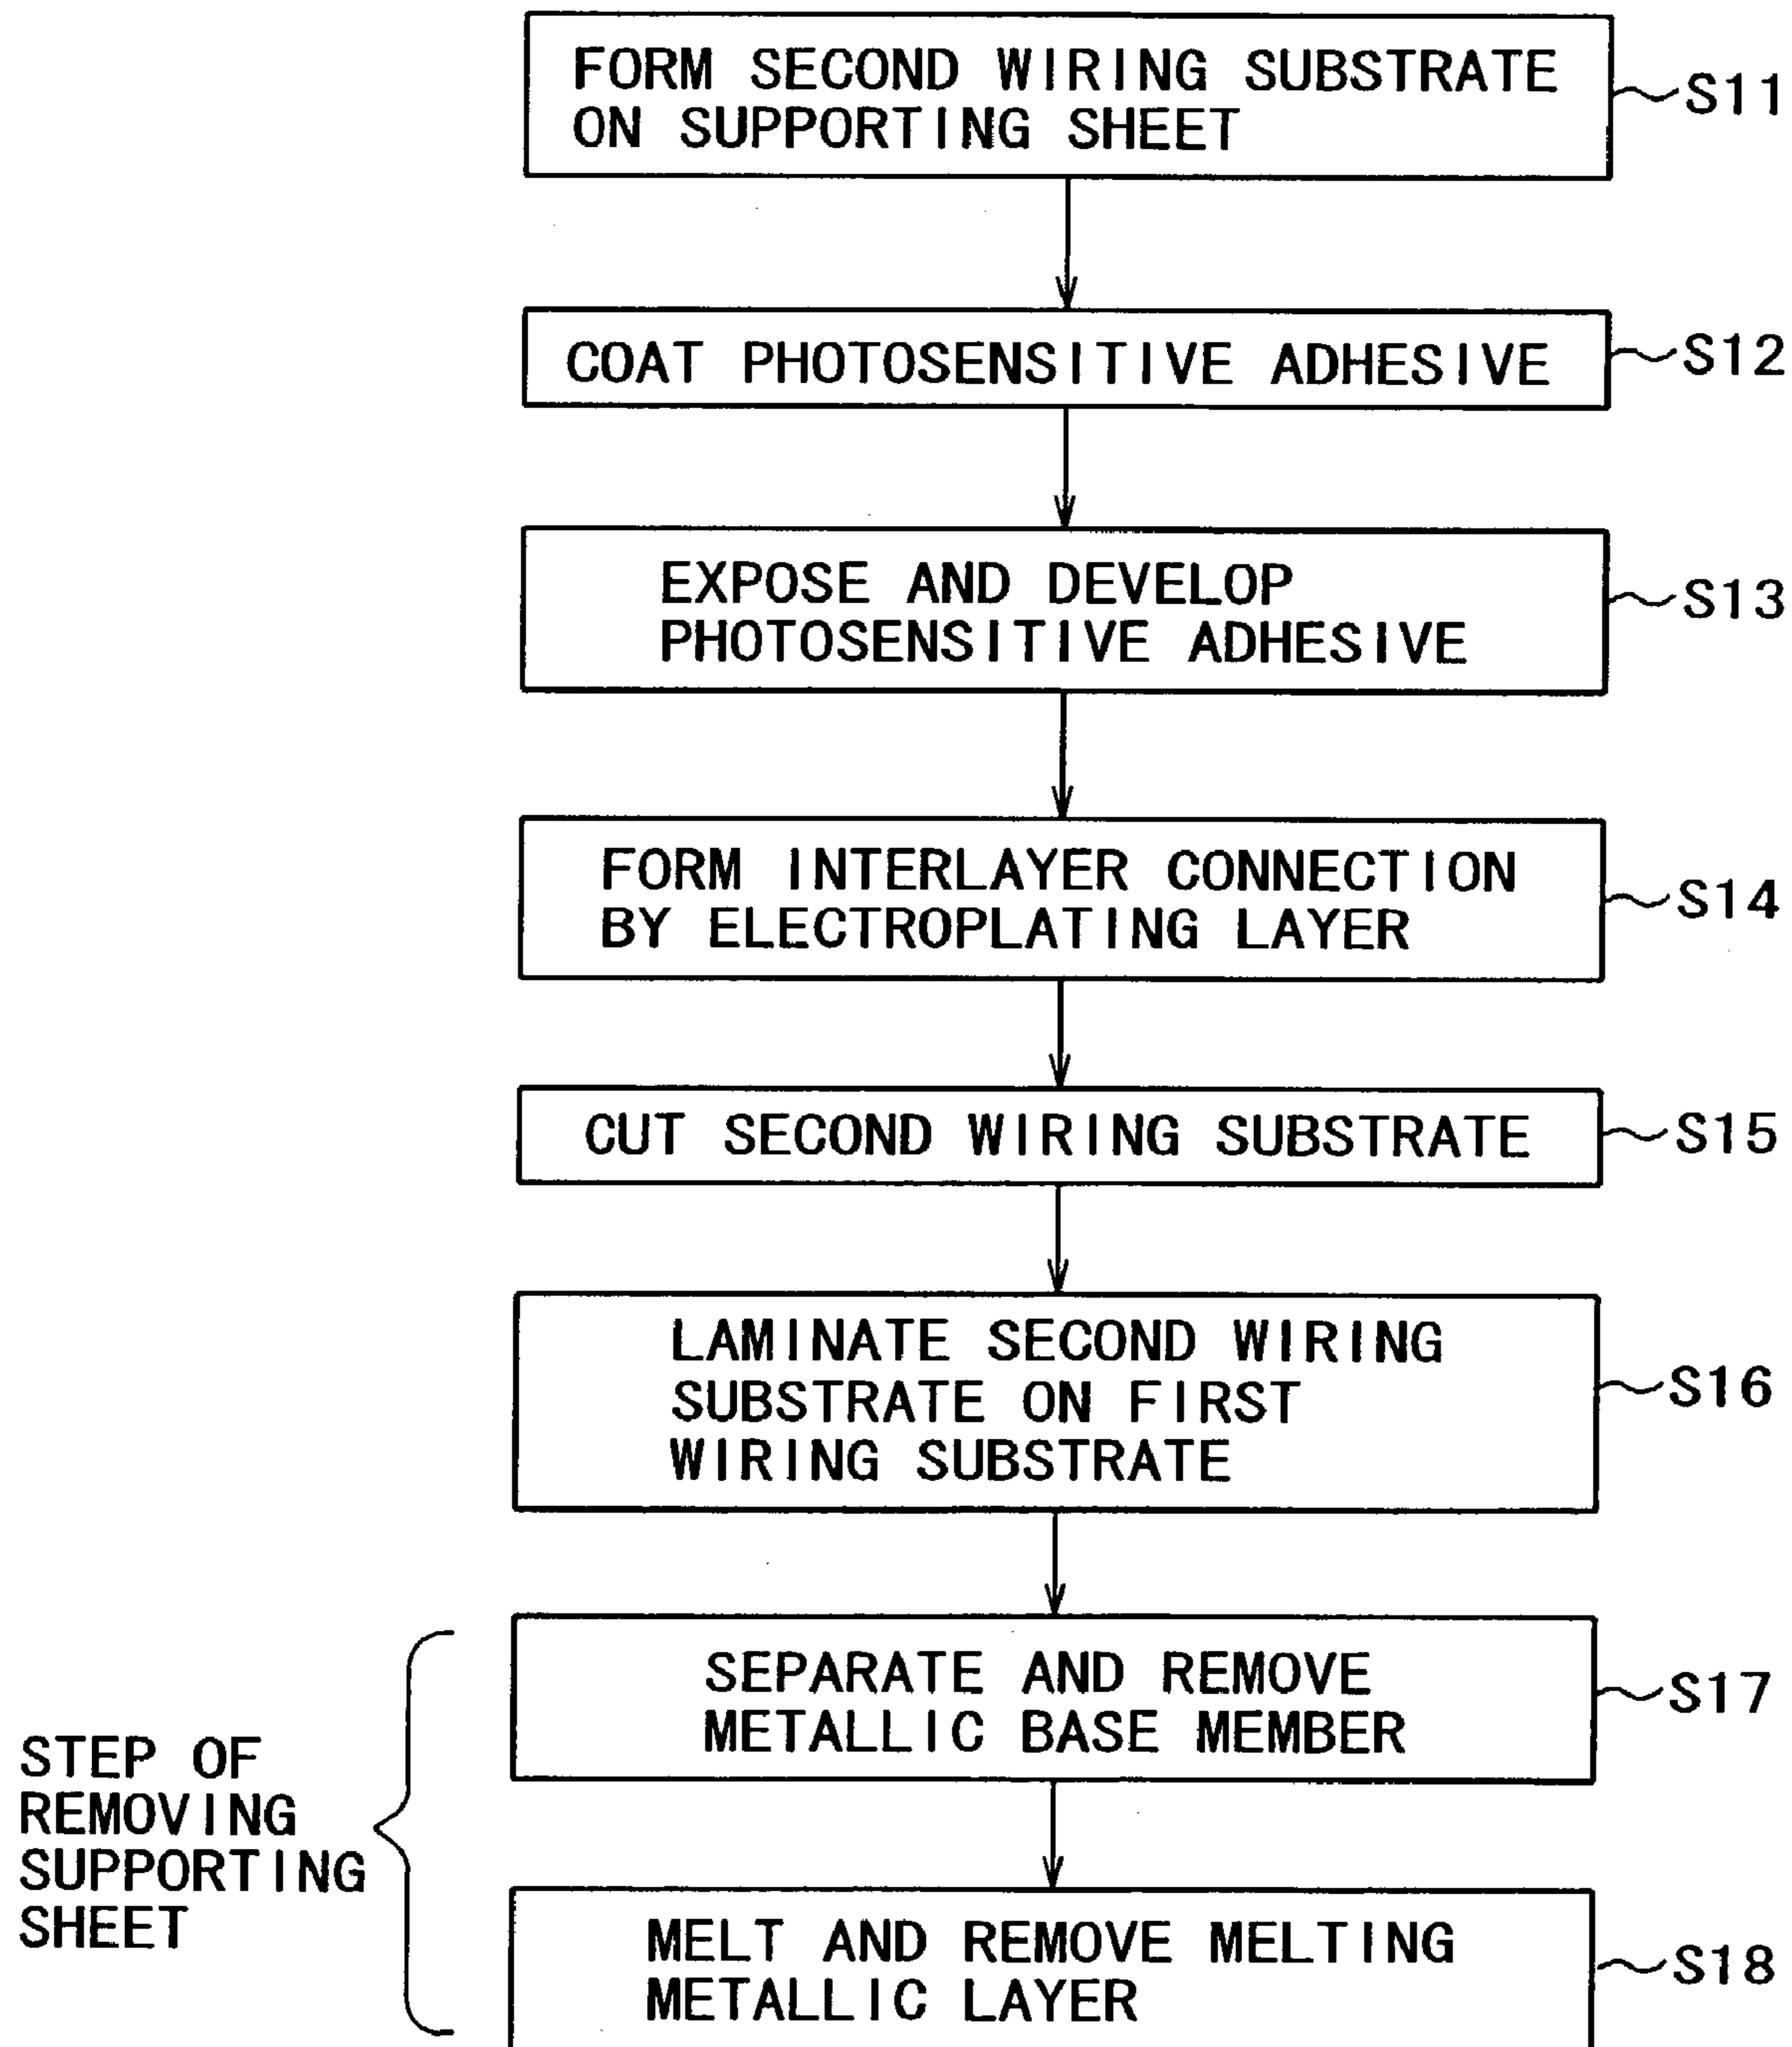 FORM SECOND WIRING SUBSTRATE
ON SUPPORTING SHEET
S11
COAT PHOTOSENSITIVE ADHESIVE
S12
EXPOSE AND DEVELOP
PHOTOSENSITIVE ADHESIVE
S13
FORM INTERLAYER CONNECTION
BY ELECTROPLATING LAYER
S14
CUT SECOND WIRING SUBSTRATE
S15
LAMINATE SECOND WIRING
SUBSTRATE ON FIRST
WIRING SUBSTRATE
S16
STEP OF
REMOVING
SUPPORTING
SHEET
SEPARATE AND REMOVE
METALLIC BASE MEMBER
S17
MELT AND REMOVE MELTING
METALLIC LAYER
S18